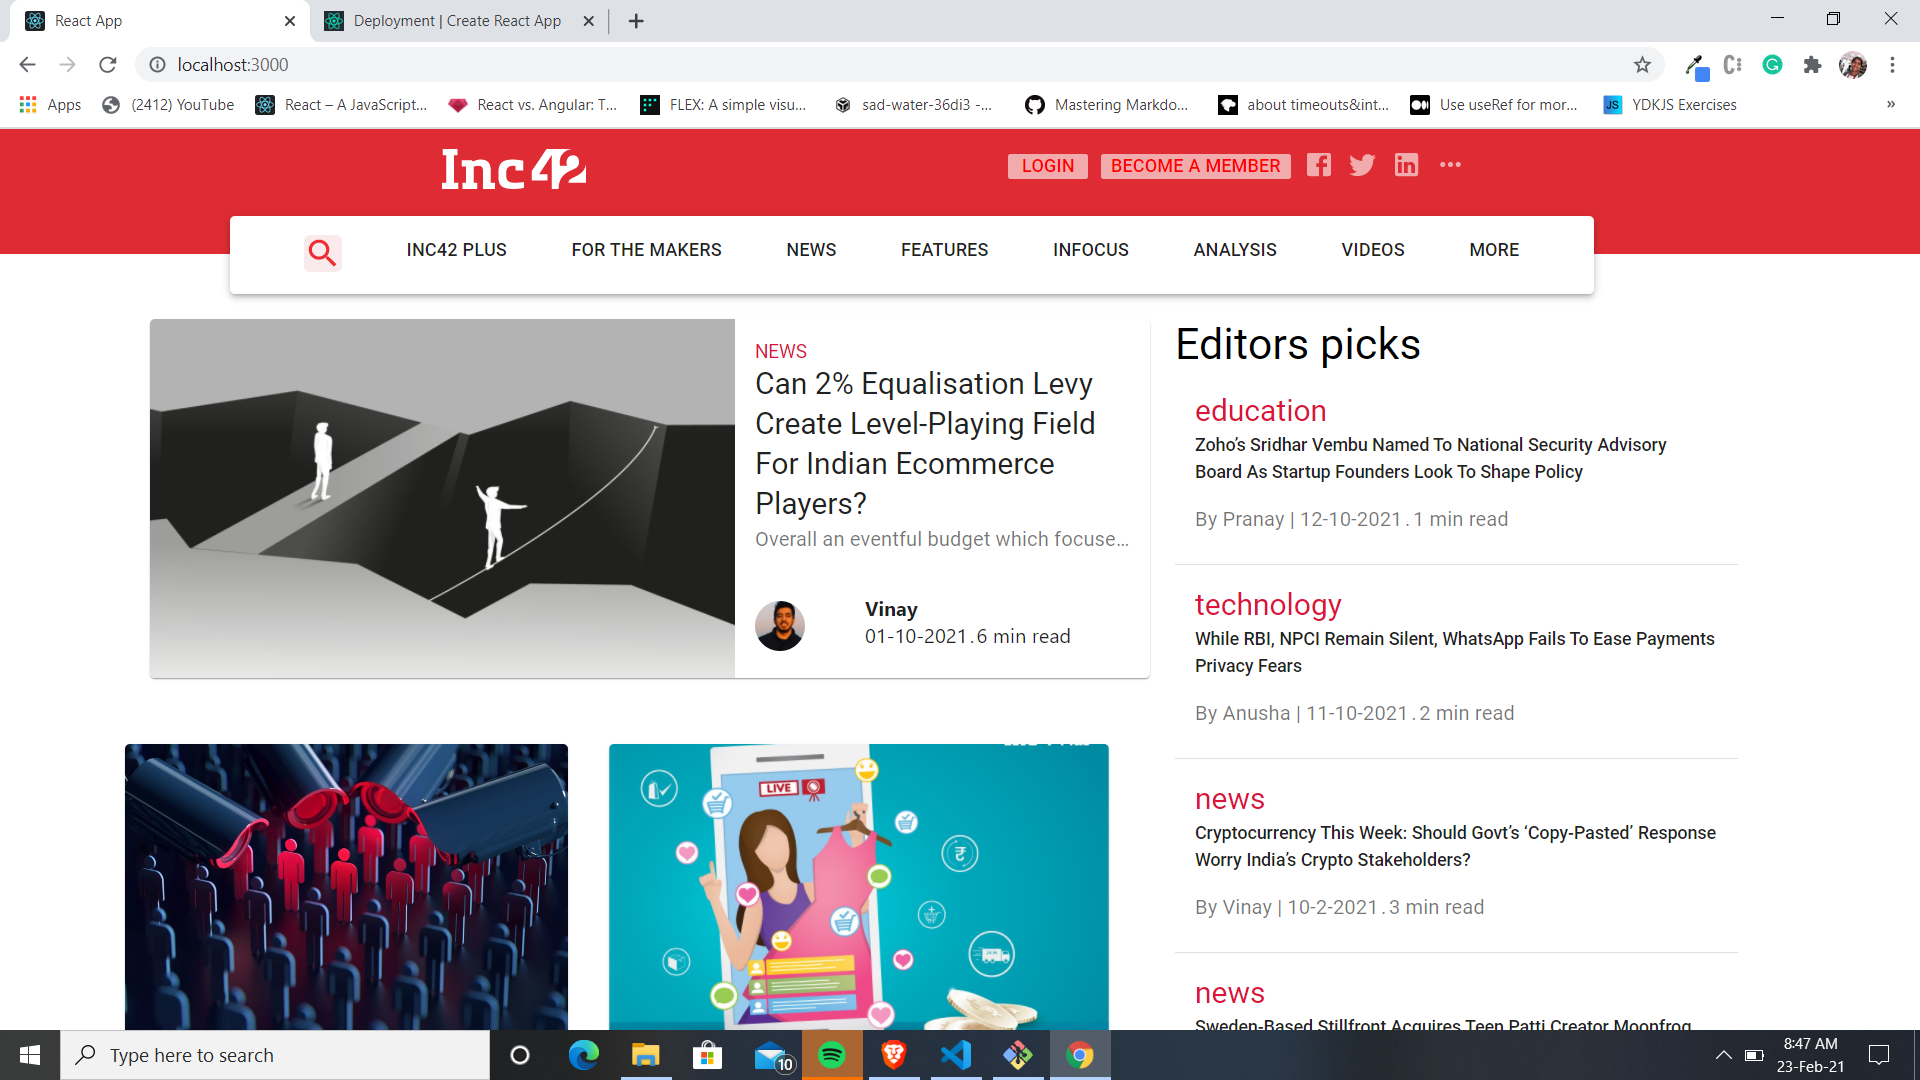 React App
Deployment | Create React App
localhost:3000
Apps
(2412) YouTube
React – A JavaScript...
React vs. Angular: T...
FLEX: A simple visu...
sad-water-36di3 -...
Mastering Markdo...
about timeouts&int...
Use useRef for mor...
JS
YDKJS Exercises
»
Inc42
LOGIN
BECOME A MEMBER
INC42 PLUS
FOR THE MAKERS
NEWS
FEATURES
INFOCUS
ANALYSIS
VIDEOS
MORE
NEWS
Can 2% Equalisation Levy
Create Level-Playing Field
For Indian Ecommerce
Players?
Overall an eventful budget which focuse...
Vinay
01-10-2021 . 6 min read
LIVE
Editors picks
education
Zoho’s Sridhar Vembu Named To National Security Advisory
Board As Startup Founders Look To Shape Policy
By Pranay | 12-10-2021 . 1 min read
technology
While RBI, NPCI Remain Silent, WhatsApp Fails To Ease Payments
Privacy Fears
By Anusha | 11-10-2021 . 2 min read
news
Cryptocurrency This Week: Should Govt’s ‘Copy-Pasted’ Response
Worry India’s Crypto Stakeholders?
By Vinay | 10-2-2021 . 3 min read
news
Sweden-Based Stillfront Acquires Teen Patti Creator Moonfrog
Type here to search
10
8:47 AM
23-Feb-21